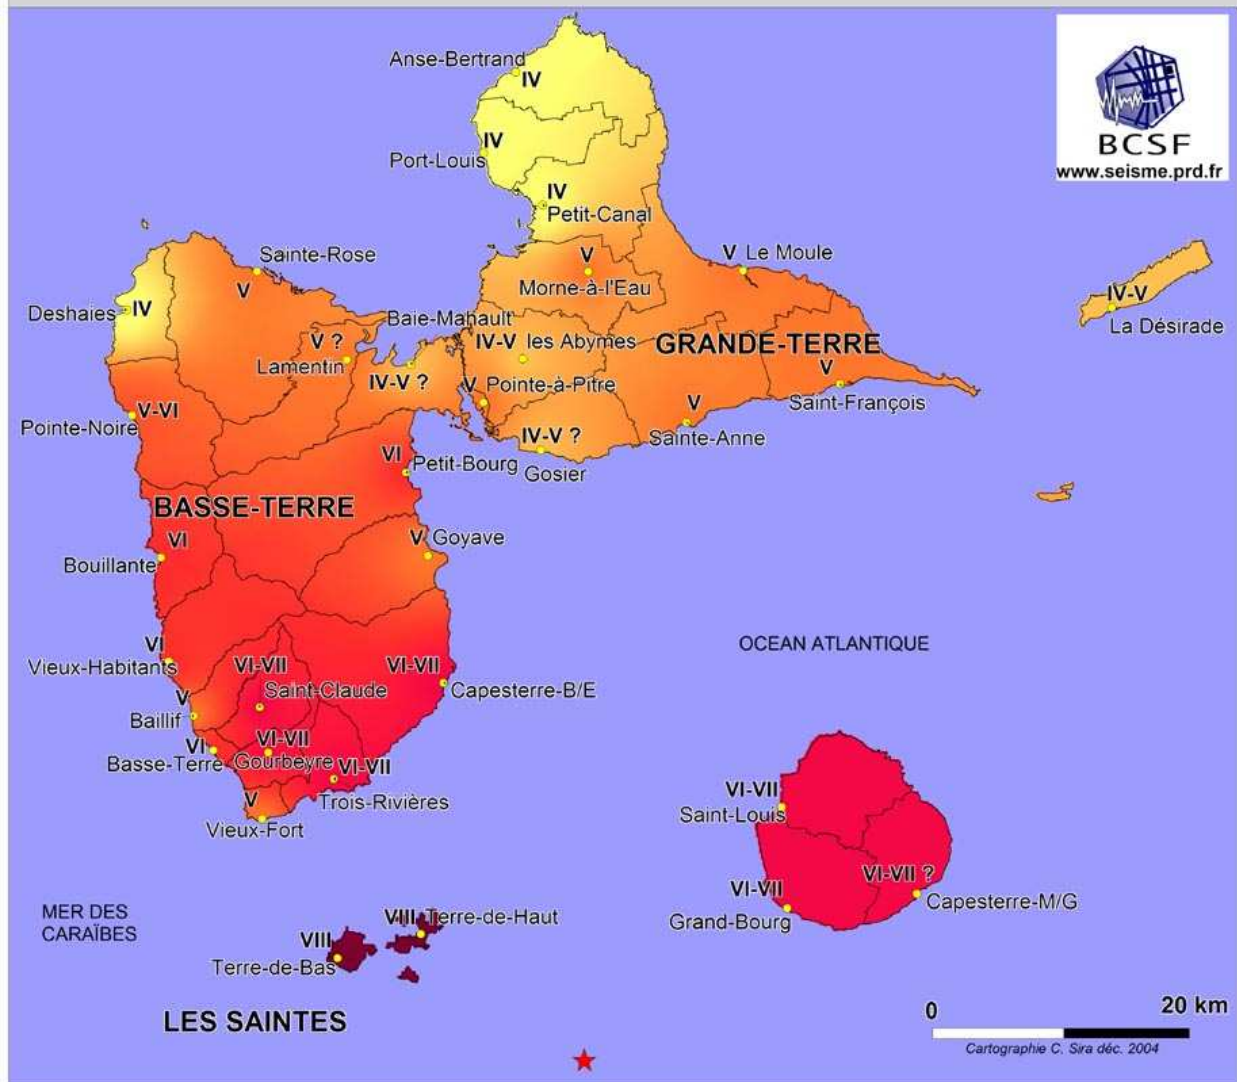 BCSF
www.seisme.prd.fr
Anse-Bertrand
IV
IV
Port-Louis
IV
Petit-Canal
Sainte-Rose
V
V
Le Moule
V
Morne-à-l'Eau
IV-V
La Désirade
Deshaies
IV
Baie-Mahault
V ?
Lamentin
IV-V
les Abymes
GRANDE-TERRE
IV-V ?
V
Pointe-à-Pitre
V
Saint-François
V-VI
Pointe-Noire
V
Sainte-Anne
IV-V ?
Gosier
VI
Petit-Bourg
BASSE-TERRE
VI
Bouillante
V
Goyave
OCEAN ATLANTIQUE
VI
Vieux-Habitants
VI-VII
Saint-Claude
VI-VII
Capesterre-B/E
V
Baillif
VI
Basse-Terre
VI-VII
Gourbeyre
VI-VII
Trois-Rivières
V
Vieux-Fort
VI-VII
Saint-Louis
VI-VII ?
Capesterre-M/G
VI-VII
Grand-Bourg
MER DES
CARAÏBES
VIII
Terre-de-Haut
VIII
Terre-de-Bas
LES SAINTES
0
20 km
Cartographie C. Sira déc. 2004